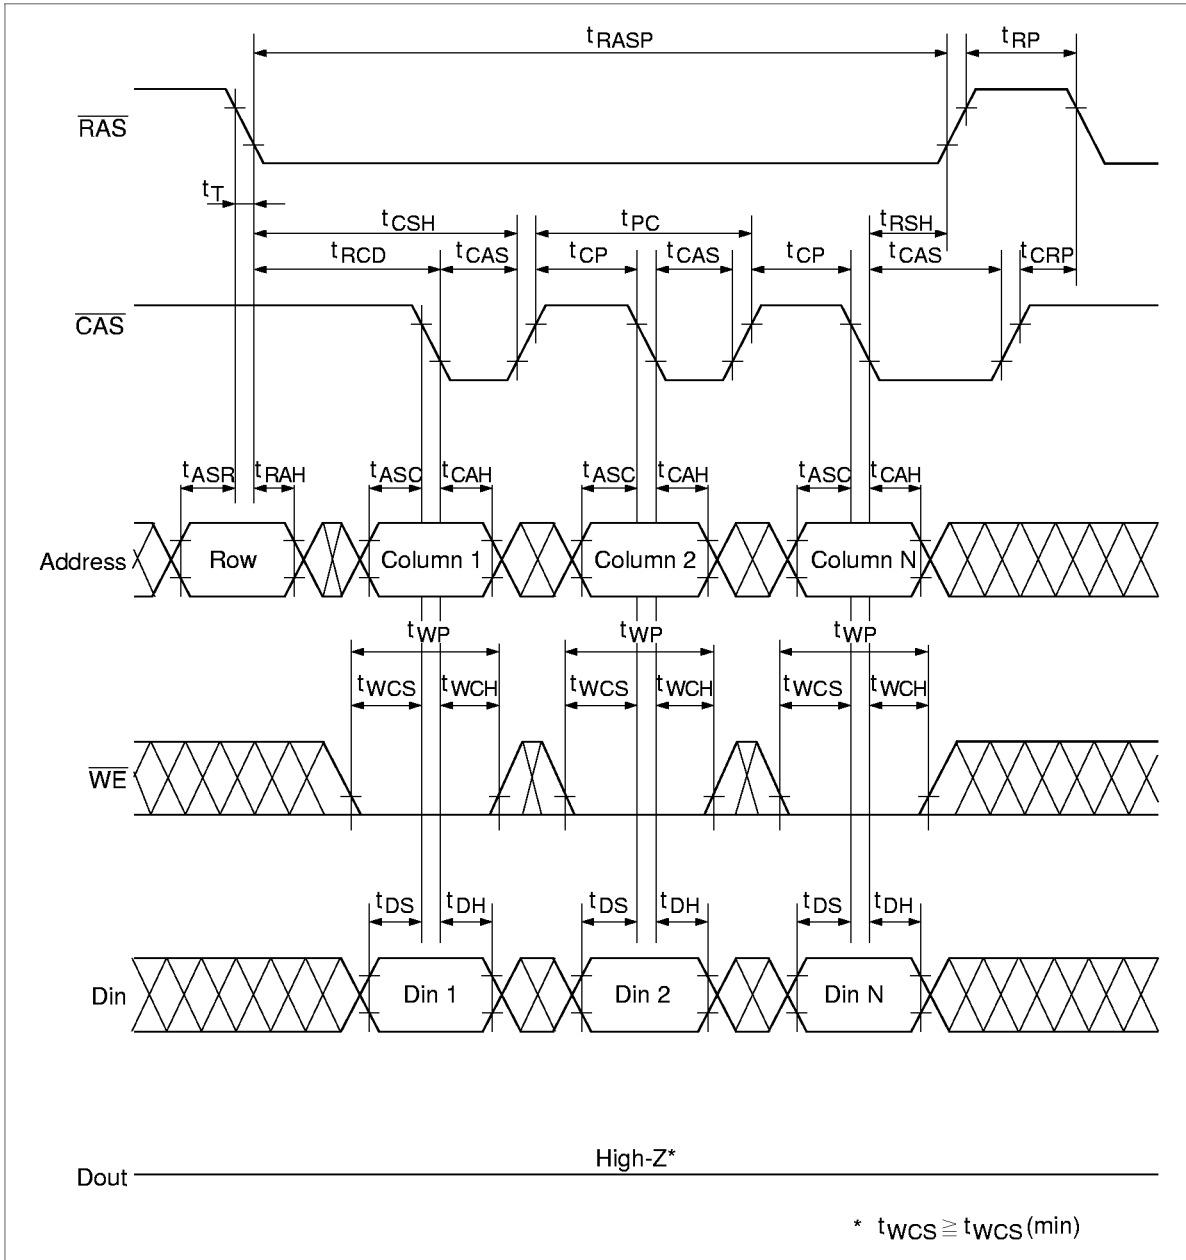 tRASP tRP
RAS
tT
tCSH tPC tRSH
tRCD tCAS tCP tCAS tCP tCAS tCRP
CAS
tASR tRAH tASC tCAH tASC tCAH tASC tCAH
Address Row Column 1 Column 2 Column N
tWP tWP tWP
tWCS tWCH tWCS tWCH tWCS tWCH
WE
tDS tDH tDS tDH tDS tDH
Din Din 1 Din 2 Din N
High-Z*
Dout
* tWCS ≧ tWCS (min)